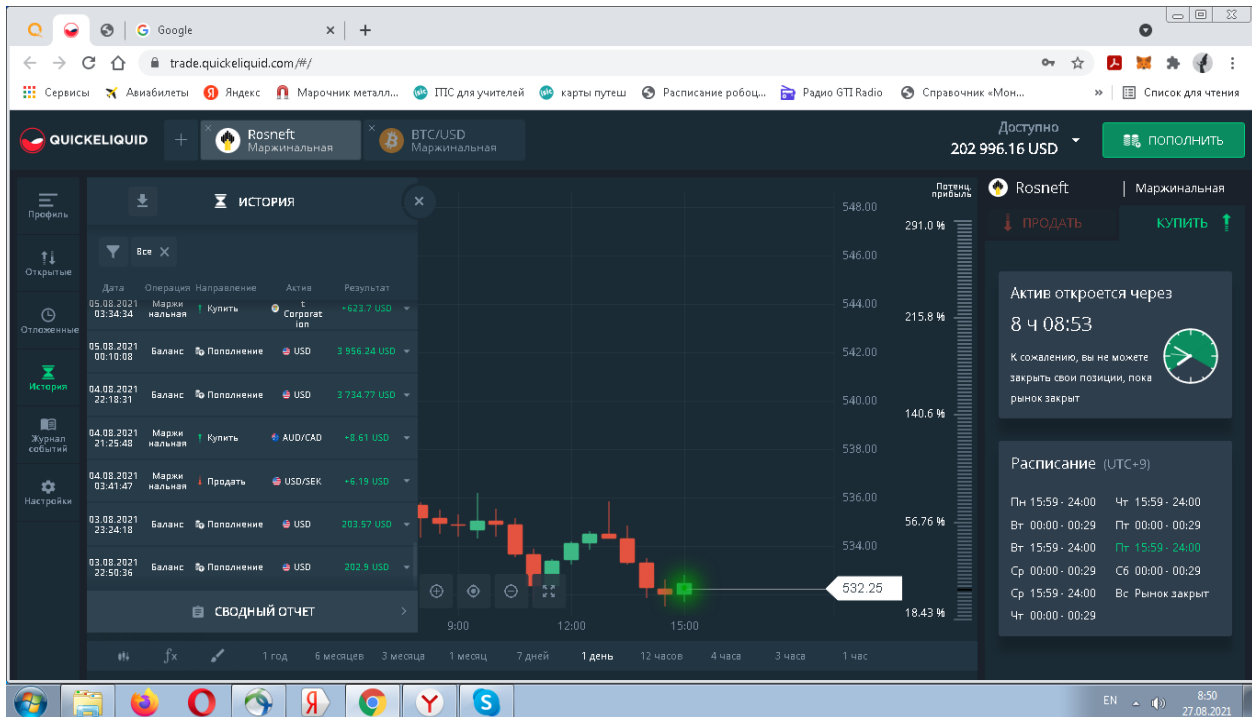 Google
trade.quickeliquid.com/#/
Сервисы Авиабилеты Яндекс Марочник металл... ТПС для учителей карты путеш Расписание робоц... Радио GTI Radio Справочник «Мон... » Список для чтения
QUICKELIQUID
Rosneft
Маржинальная
BTC/USD
Маржинальная
Доступно
202 996.16 USD
ПОПОЛНИТЬ
Профиль
Открытые
Отложенные
История
Журнал
событий
Настройки
ИСТОРИЯ
Все
Дата Операция Направление Актив Результат
05.08.2021
03:34:34
Маржи
нальная
Купить
t
Corporat
ion
+623.7 USD
05.08.2021
00:10:08
Баланс Пополнение USD 3 956.24 USD
04.08.2021
22:18:31
Баланс Пополнение USD 3 734.77 USD
04.08.2021
21:25:48
Маржи
нальная
Купить AUD/CAD +8.61 USD
04.08.2021
03:41:47
Маржи
нальная
Продать USD/SEK +6.19 USD
03.08.2021
23:24:18
Баланс Пополнение USD 203.57 USD
03.08.2021
22:50:36
Баланс Пополнение USD 202.9 USD
СВОДНЫЙ ОТЧЕТ
548.00
546.00
544.00
542.00
540.00
538.00
536.00
534.00
532.25
9:00 12:00 15:00
Потенц.
прибыль
291.0 %
215.8 %
140.6 %
56.76 %
18.43 %
fx 1 год 6 месяцев 3 месяца 1 месяц 7 дней 1 день 12 часов 4 часа 3 часа 1 час
Rosneft Маржинальная
ПРОДАТЬ КУПИТЬ
Актив откроется через
8 ч 08:53
К сожалению, вы не можете
закрыть свои позиции, пока
рынок закрыт
Расписание (UTC+9)
Пн 15:59 - 24:00 Чт 15:59 - 24:00
Вт 00:00 - 00:29 Пт 00:00 - 00:29
Вт 15:59 - 24:00 Пт 15:59 - 24:00
Ср 00:00 - 00:29 Сб 00:00 - 00:29
Ср 15:59 - 24:00 Вс Рынок закрыт
Чт 00:00 - 00:29
EN
8:50
27.08.2021